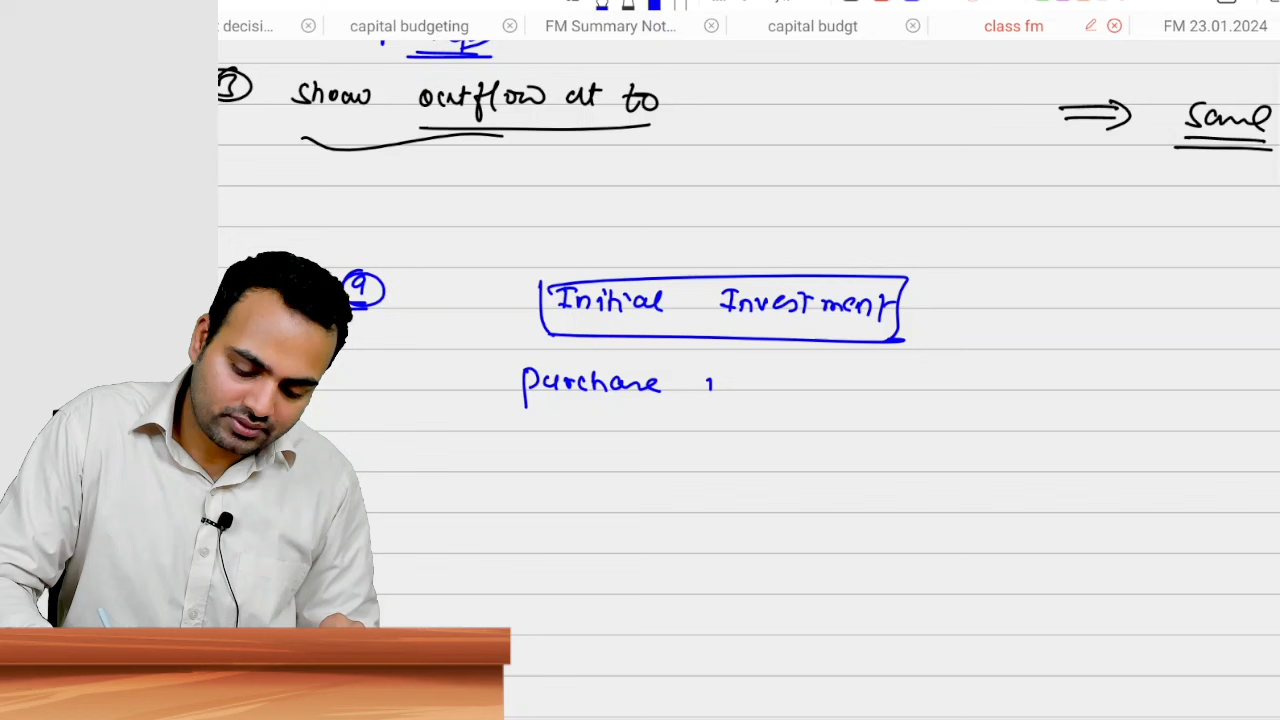 t decisi...
capital budgeting
FM Summary Not...
capital budgt
class fm
FM 23.01.2024
3 show outflow at to
⇒ same
9 Initial Investment
purchase